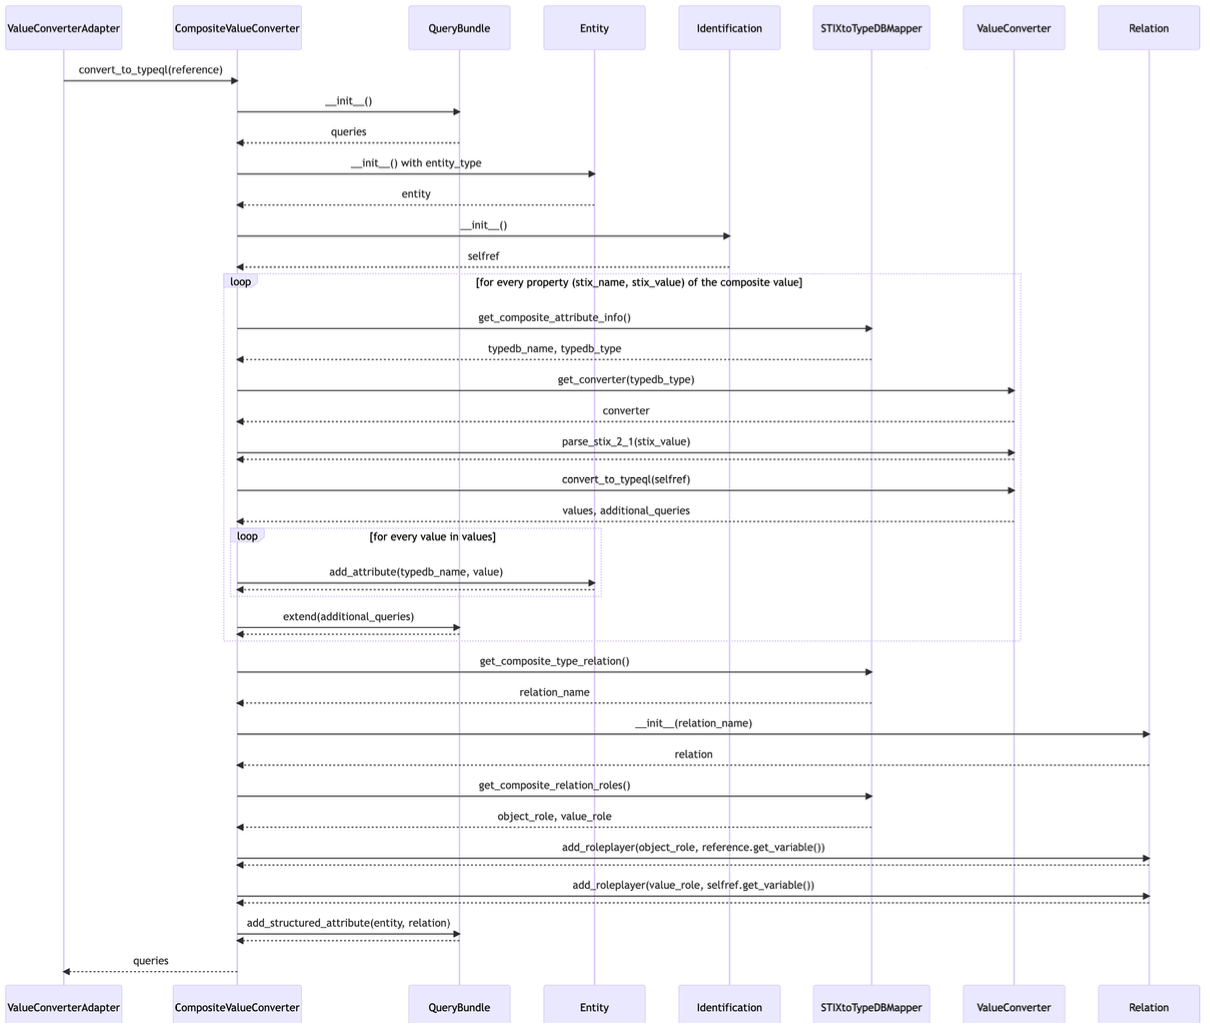 ValueConverterAdapter CompositeValueConverter QueryBundle Entity Identification STIXtoTypeDBMapper ValueConverter Relation
convert_to_typeql(reference)
__init__()
queries
__init__() with entity_type
entity
__init__()
selfref
loop [for every property (stix_name, stix_value) of the composite value]
get_composite_attribute_info()
typedb_name, typedb_type
get_converter(typedb_type)
converter
parse_stix_2_1(stix_value)
convert_to_typeql(selfref)
values, additional_queries
loop [for every value in values]
add_attribute(typedb_name, value)
extend(additional_queries)
get_composite_type_relation()
relation_name
__init__(relation_name)
relation
get_composite_relation_roles()
object_role, value_role
add_roleplayer(object_role, reference.get_variable())
add_roleplayer(value_role, selfref.get_variable())
add_structured_attribute(entity, relation)
queries
ValueConverterAdapter CompositeValueConverter QueryBundle Entity Identification STIXtoTypeDBMapper ValueConverter Relation